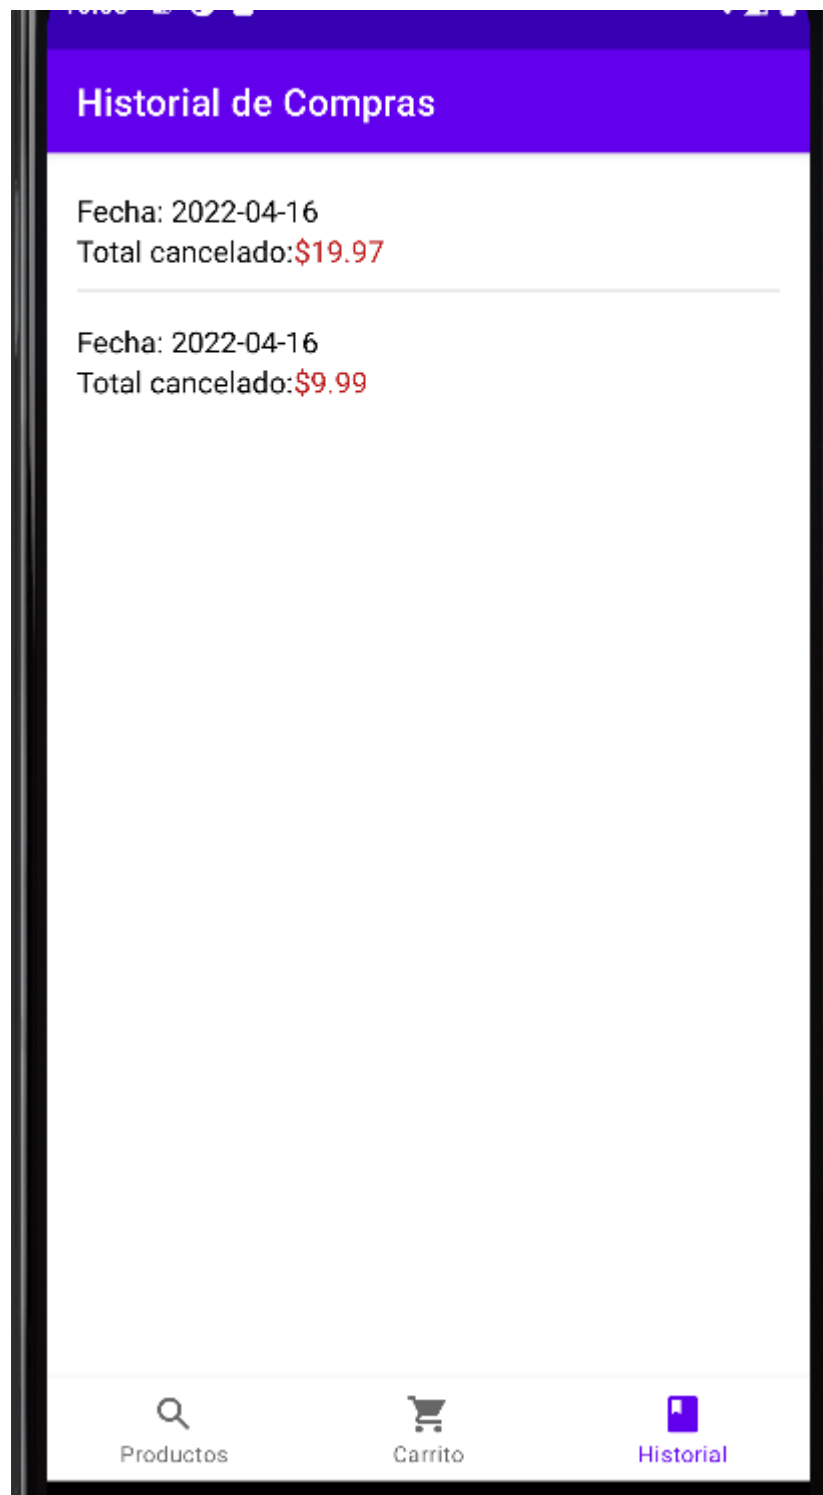 Historial de Compras
Fecha: 2022-04-16
Total cancelado:$19.97
Fecha: 2022-04-16
Total cancelado:$9.99
Productos
Carrito
Historial